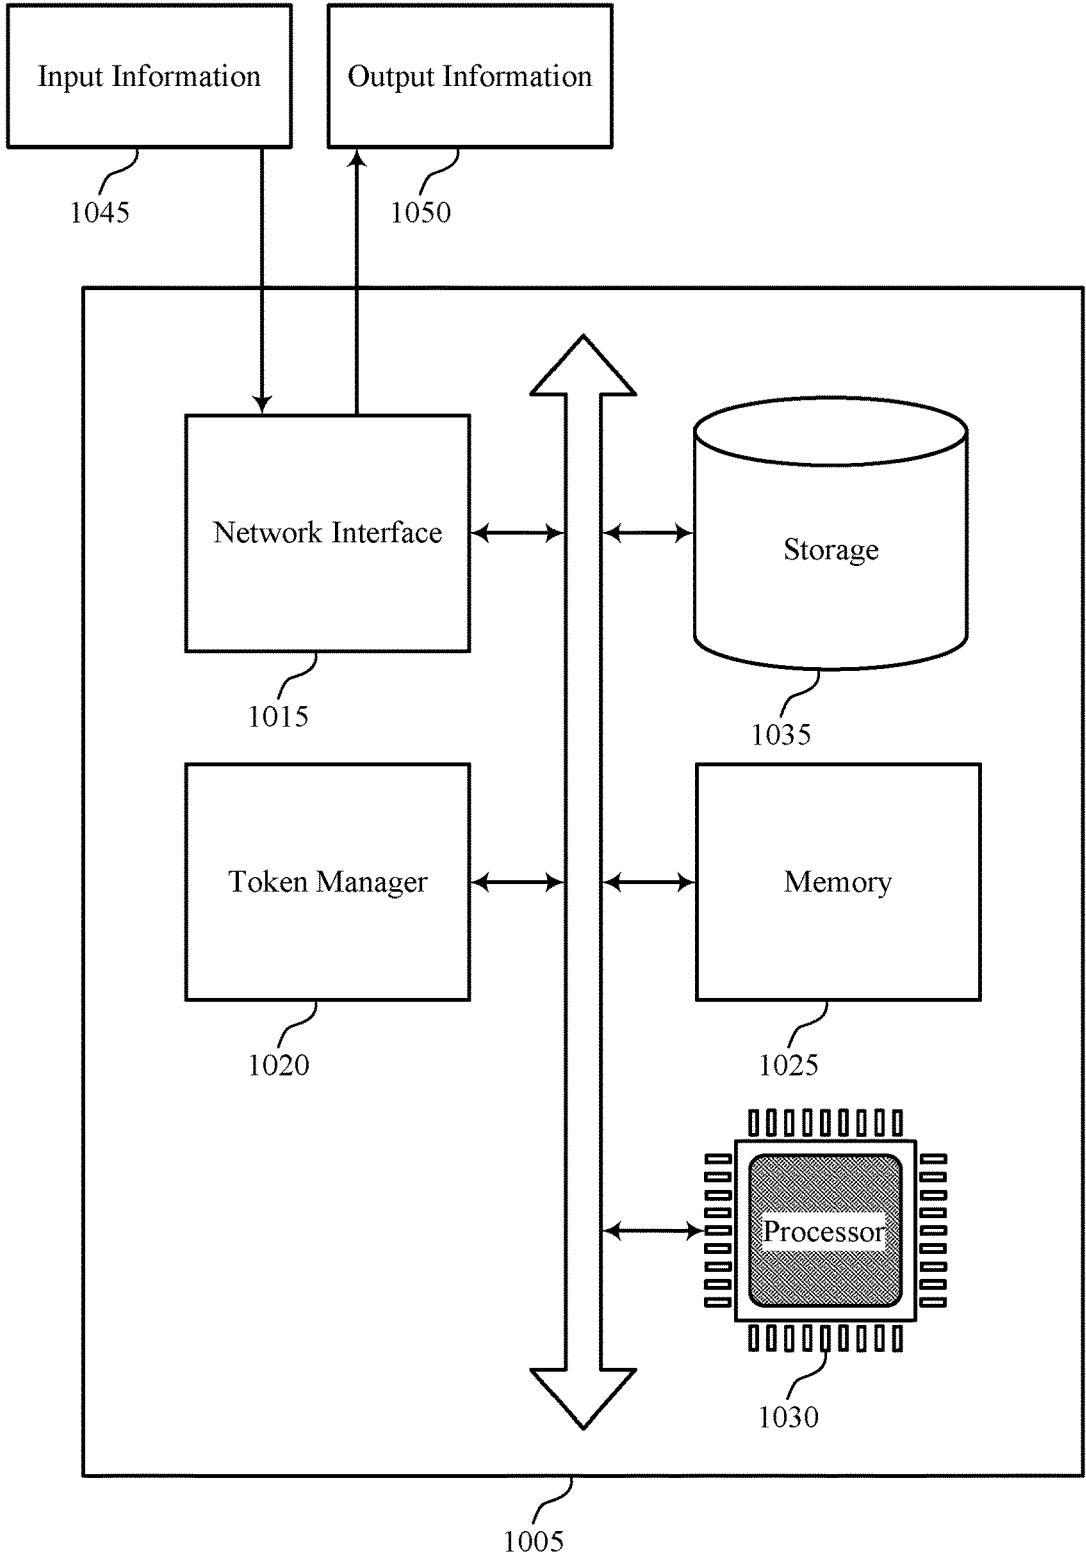 Input Information
Output Information
1045
1050
Network Interface
Storage
1015
1035
Token Manager
Memory
1020
1025
Processor
1030
1005